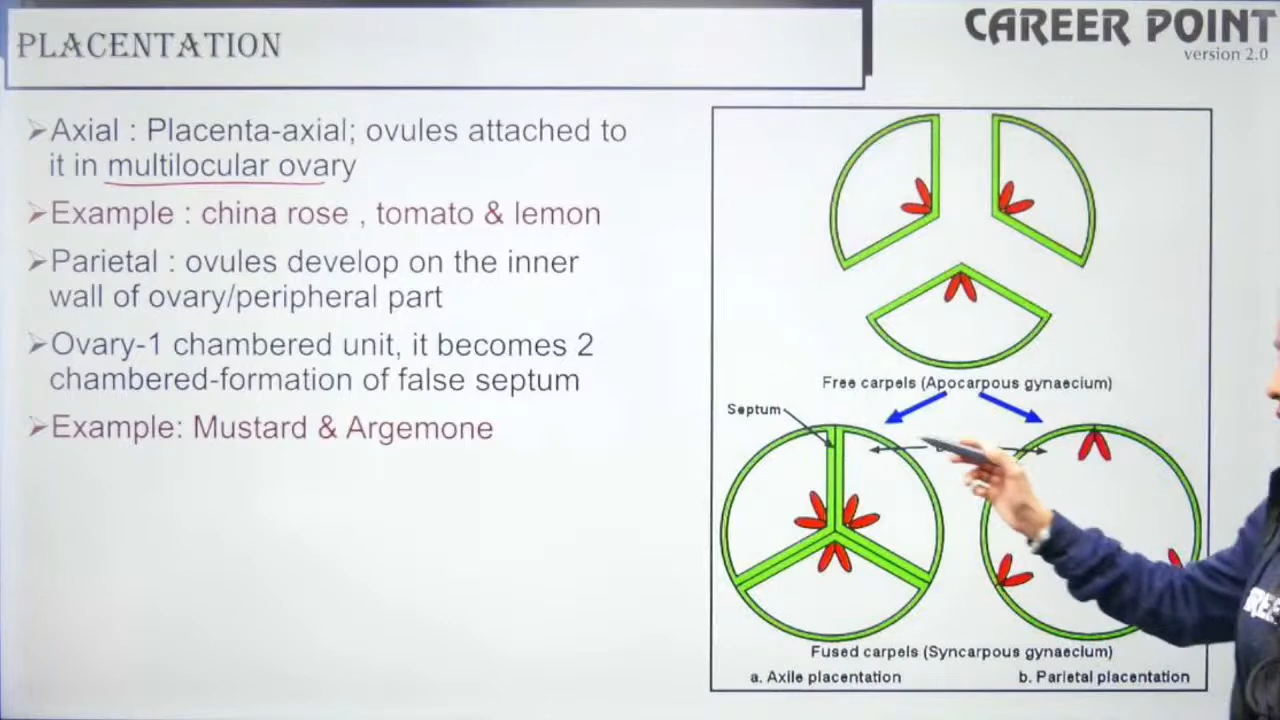 PLACENTATION
CAREER POINT
version 2.0
➢Axial : Placenta-axial; ovules attached to
it in multilocular ovary
➢Example : china rose , tomato & lemon
➢Parietal : ovules develop on the inner
wall of ovary/peripheral part
➢Ovary-1 chambered unit, it becomes 2
chambered-formation of false septum
➢Example: Mustard & Argemone
Free carpels (Apocarpous gynaecium)
Septum
Fused carpels (Syncarpous gynaecium)
a. Axile placentation
b. Parietal placentation